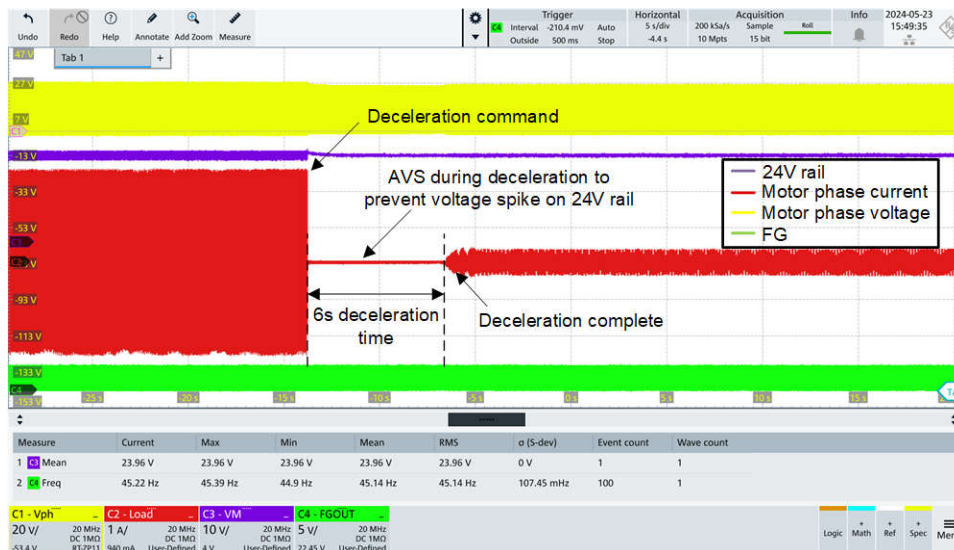 Undo Redo Help Annotate Add Zoom Measure
Trigger
C4 Interval -210.4 mV Auto
Outside 500 ms Stop
Horizontal
5 s/div
-4.4 s
Acquisition
200 kSa/s Sample Roll
10 Mpts 15 bit
Info
2024-05-23
15:49:35
47 V
Tab 1 +
27 V
7 V
C1
Deceleration command
-13 V
AVS during deceleration to
prevent voltage spike on 24V rail
24V rail
Motor phase current
Motor phase voltage
FG
-33 V
-53 V
C3
C2
-93 V
6s deceleration
time
Deceleration complete
-113 V
-133 V
C4
-153 V
-25 s -20 s -15 s -10 s -5 s 0 s 5 s 10 s 15 s
Measure Current Max Min Mean RMS σ (S-dev) Event count Wave count
1 C3 Mean 23.96 V 23.96 V 23.96 V 23.96 V 23.96 V 0 V 1 1
2 C4 Freq 45.22 Hz 45.39 Hz 44.9 Hz 45.14 Hz 45.14 Hz 107.45 mHz 100 1
C1 - Vph
20 V/ 20 MHz
DC 1MΩ
-53.4 V RT-ZP11
C2 - Load
1 A/ 20 MHz
DC 1MΩ
940 mA User-Defined
C3 - VM
10 V/ 20 MHz
DC 1MΩ
4 V User-Defined
C4 - FGOUT
5 V/ 20 MHz
DC 1MΩ
22.45 V User-Defined
Logic
+ Math
+ Ref
+ Spec